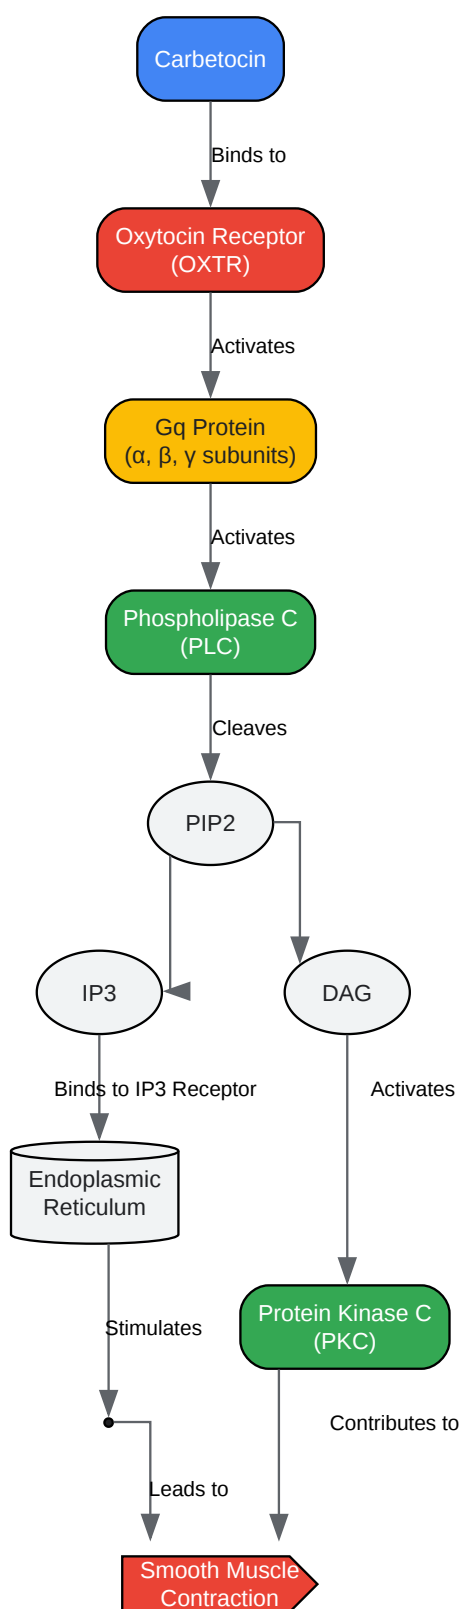 Carbetocin
Binds to
Oxytocin Receptor
(OXTR)
Activates
Gq Protein
(α, β, γ subunits)
Activates
Phospholipase C
(PLC)
Cleaves
PIP2
IP3
DAG
Binds to IP3 Receptor
Activates
Endoplasmic
Reticulum
Protein Kinase C
(PKC)
Stimulates
Contributes to
Leads to
Smooth Muscle
Contraction